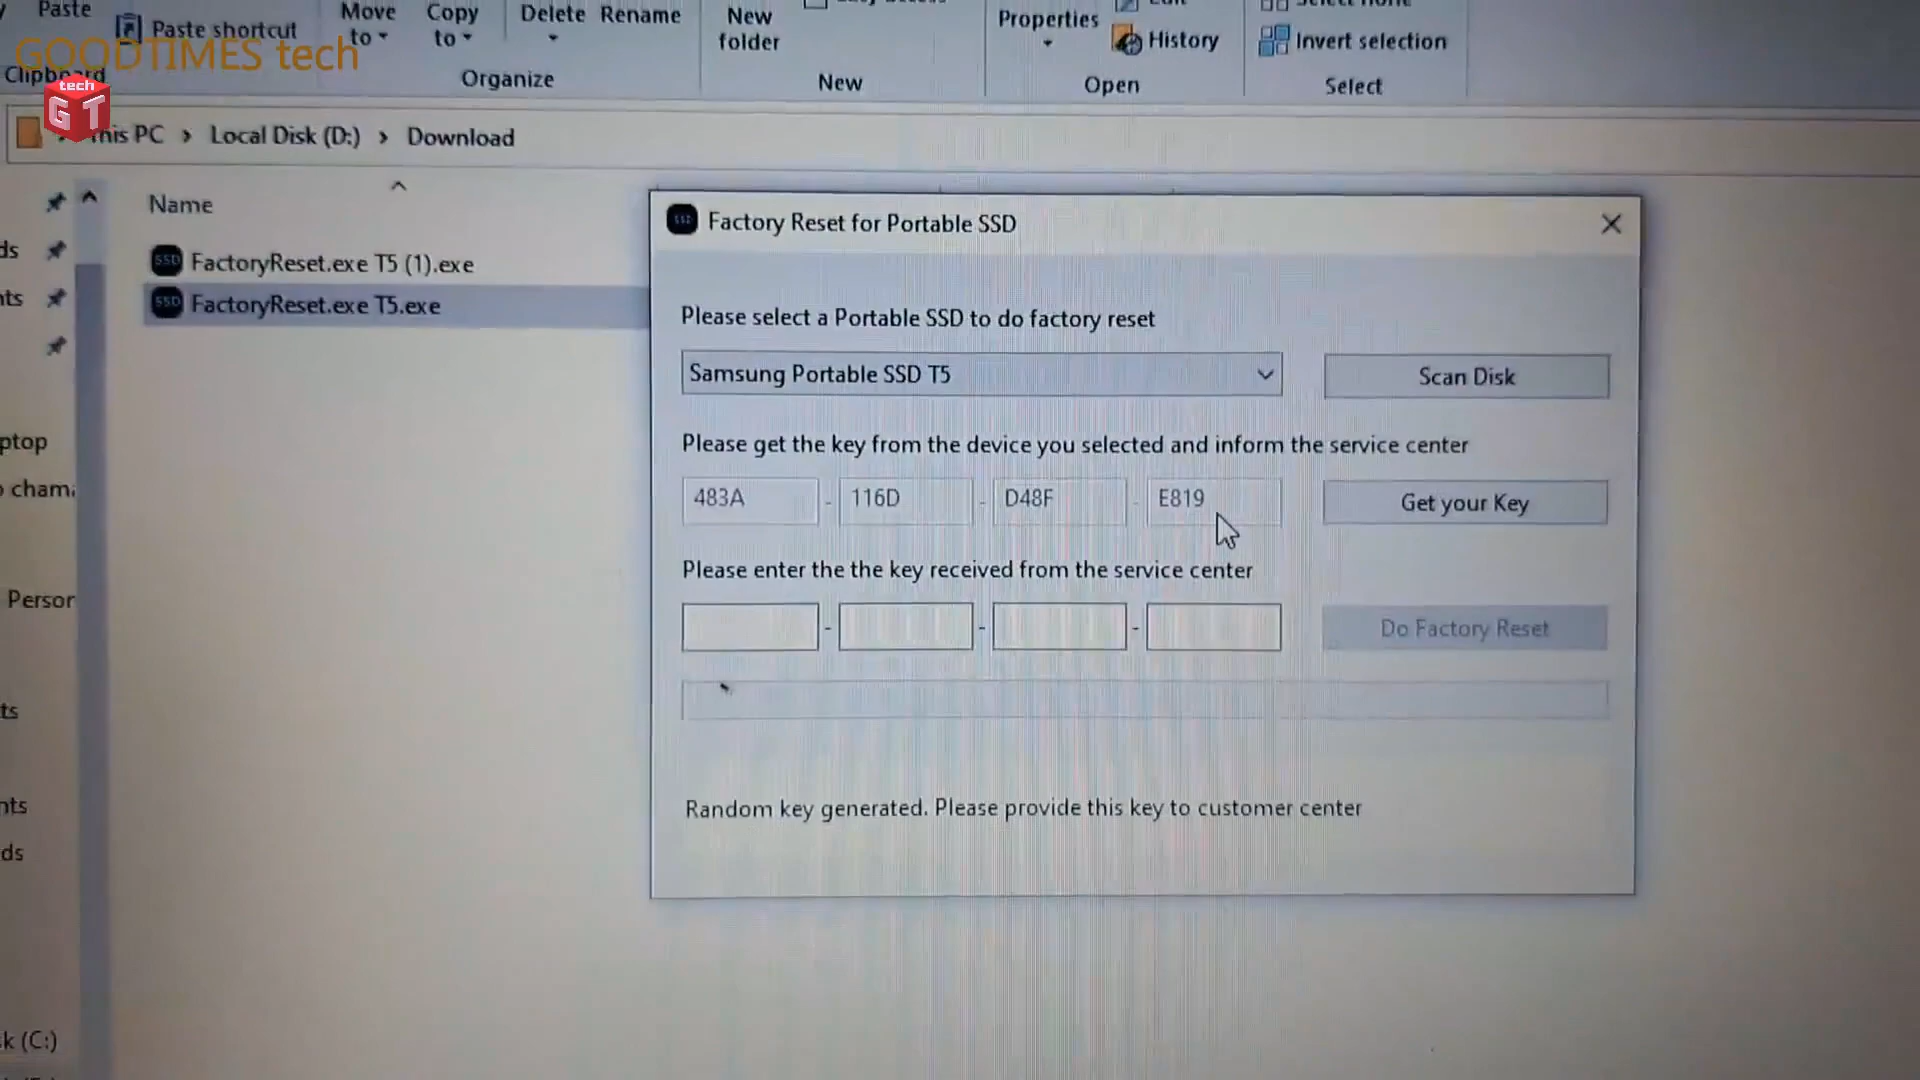 Paste
Paste shortcut
Move
to
Copy
to
Delete
Rename
New
folder
Properties
History
Invert selection
Clipboard
Organize
New
Open
Select
GOODTIMES tech
tech
GT
This PC > Local Disk (D:) > Download
Name
FactoryReset.exe T5 (1).exe
FactoryReset.exe T5.exe
ds
nts
ptop
Person
ts
nts
ds
k (C:)
SSD Factory Reset for Portable SSD
Please select a Portable SSD to do factory reset
Samsung Portable SSD T5
Scan Disk
Please get the key from the device you selected and inform the service center
483A - 116D - D48F - E819
Get your Key
Please enter the the key received from the service center
- - -
Do Factory Reset
Random key generated. Please provide this key to customer center